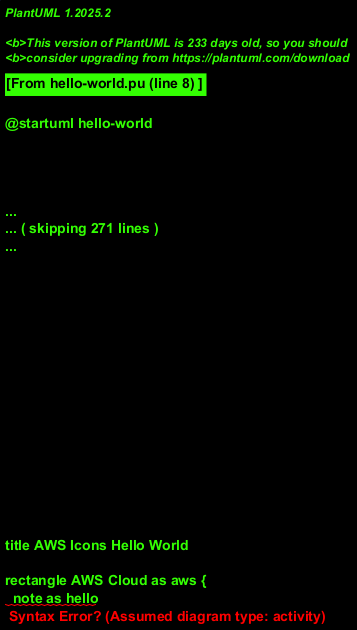 PlantUML 1.2025.2
<b>This version of PlantUML is 233 days old, so you should
<b>consider upgrading from https://plantuml.com/download
[From hello-world.pu (line 8) ]
@startuml hello-world
...
... ( skipping 271 lines )
...
title AWS Icons Hello World
rectangle AWS Cloud as aws {
note as hello
Syntax Error? (Assumed diagram type: activity)